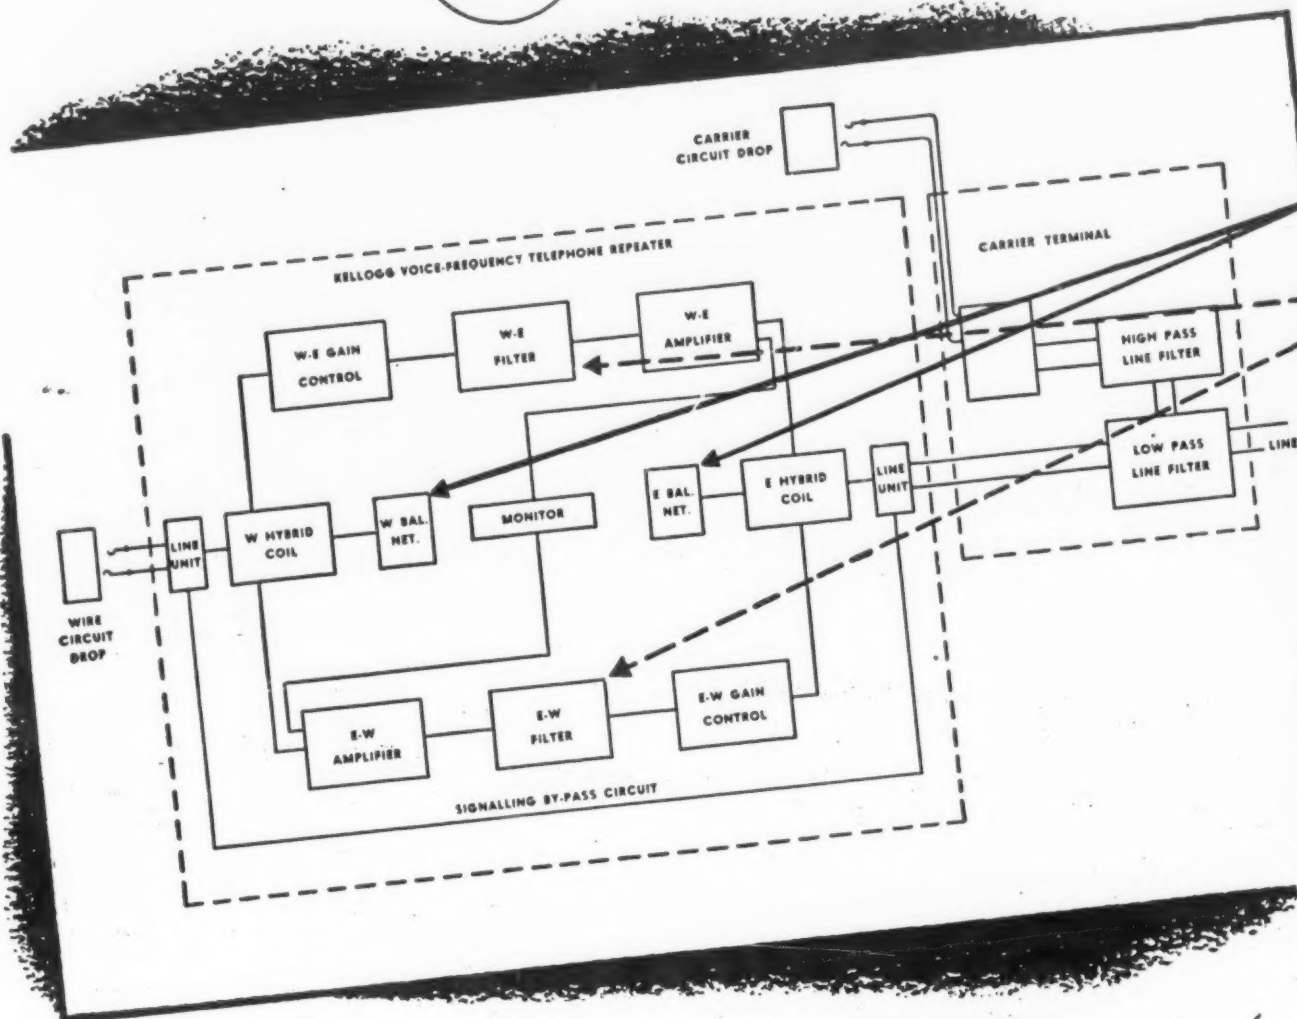 CARRIER
CIRCUIT DROP
KELLOGG VOICE-FREQUENCY TELEPHONE REPEATER
CARRIER TERMINAL
W-E GAIN
CONTROL
W-E
FILTER
W-E
AMPLIFIER
HIGH PASS
LINE FILTER
LOW PASS
LINE FILTER
LINE
LINE
UNIT
W HYBRID
COIL
W BAL.
NET.
MONITOR
E BAL.
NET.
E HYBRID
COIL
LINE
UNIT
WIRE
CIRCUIT
DROP
E-W
AMPLIFIER
E-W
FILTER
E-W GAIN
CONTROL
SIGNALLING BY-PASS CIRCUIT